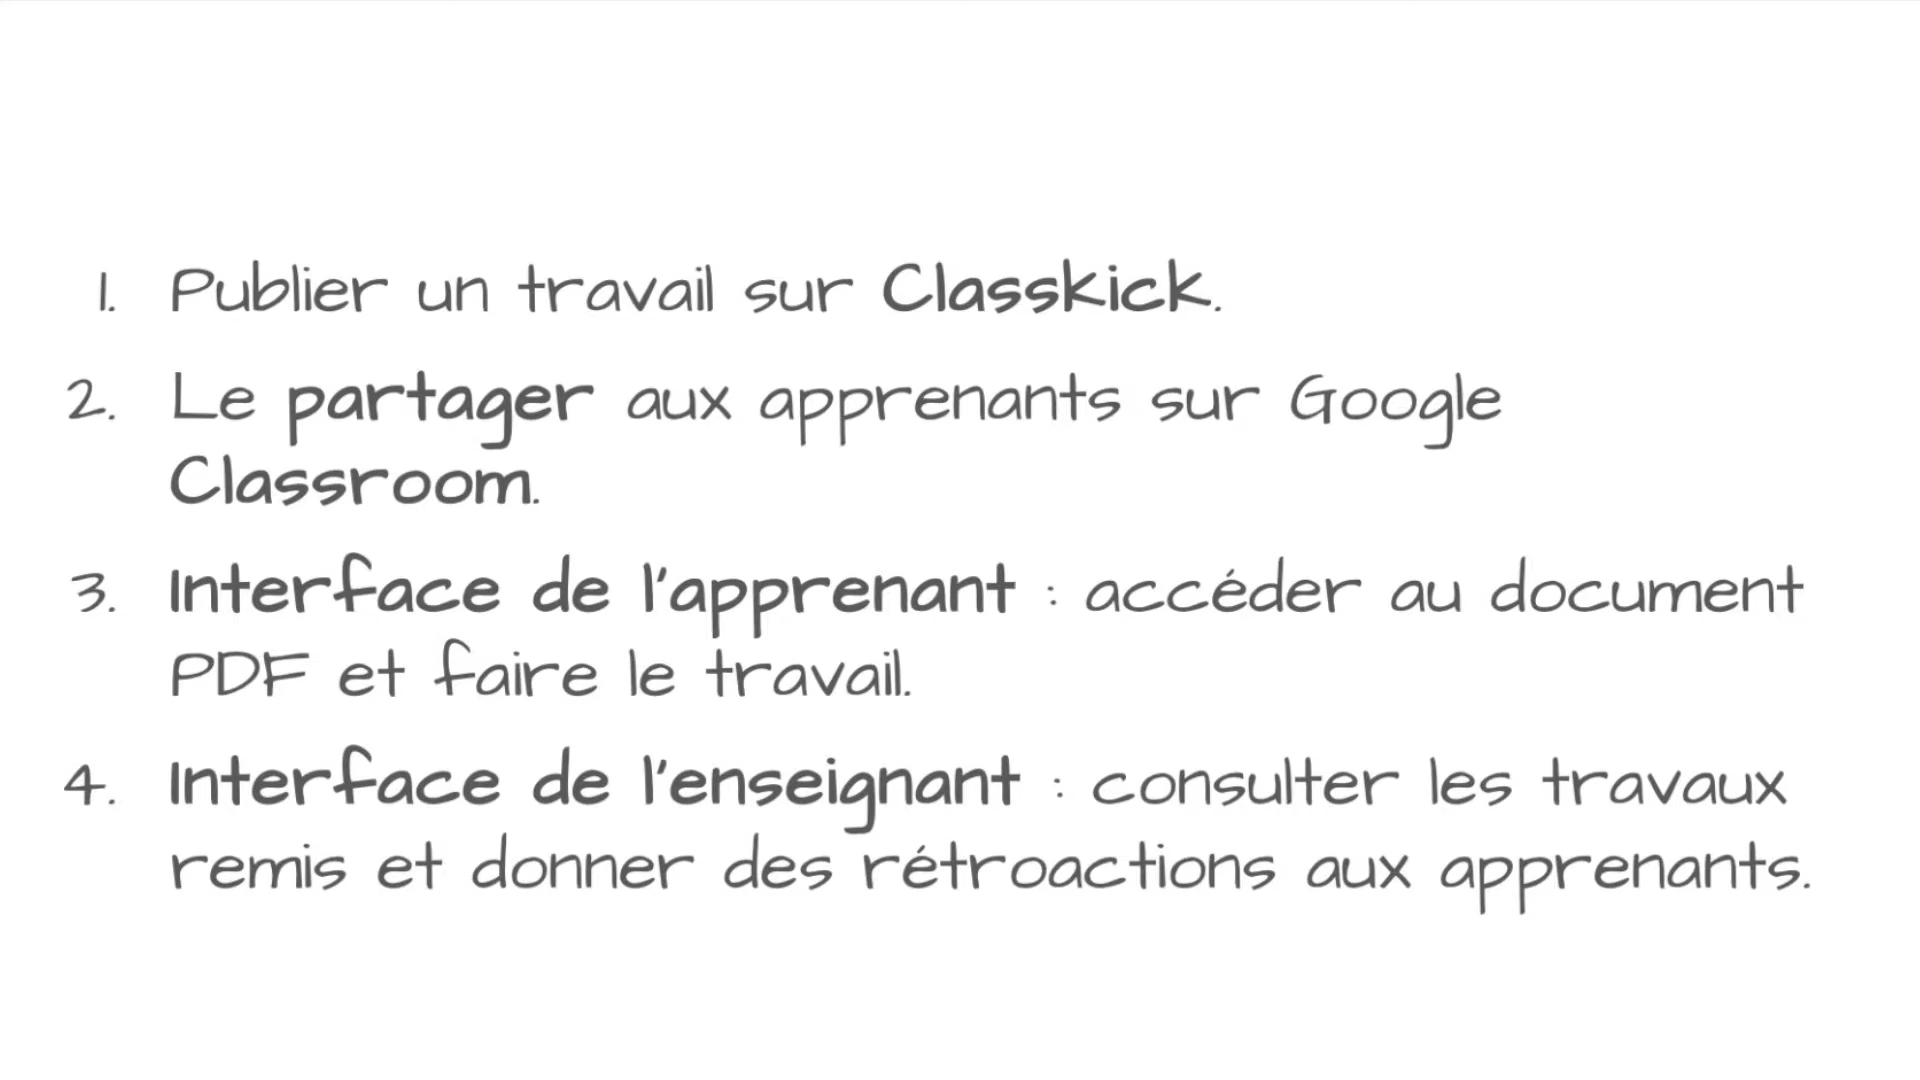 1. Publier un travail sur Classkick.
2. Le partager aux apprenants sur Google
Classroom.
3. Interface de l'apprenant : accéder au document
PDF et faire le travail.
4. Interface de l'enseignant : consulter les travaux
remis et donner des rétroactions aux apprenants.